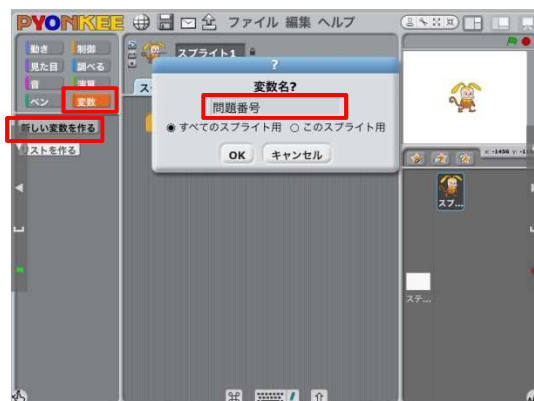 PYONKEE ファイル 編集 ヘルプ
動き 制御
見た目 調べる
音 演算
ペン 変数
新しい変数を作る
リストを作る
スプライト1
?
変数名?
問題番号
すべてのスプライト用 このスプライト用
OK キャンセル
スプ...
ステ...